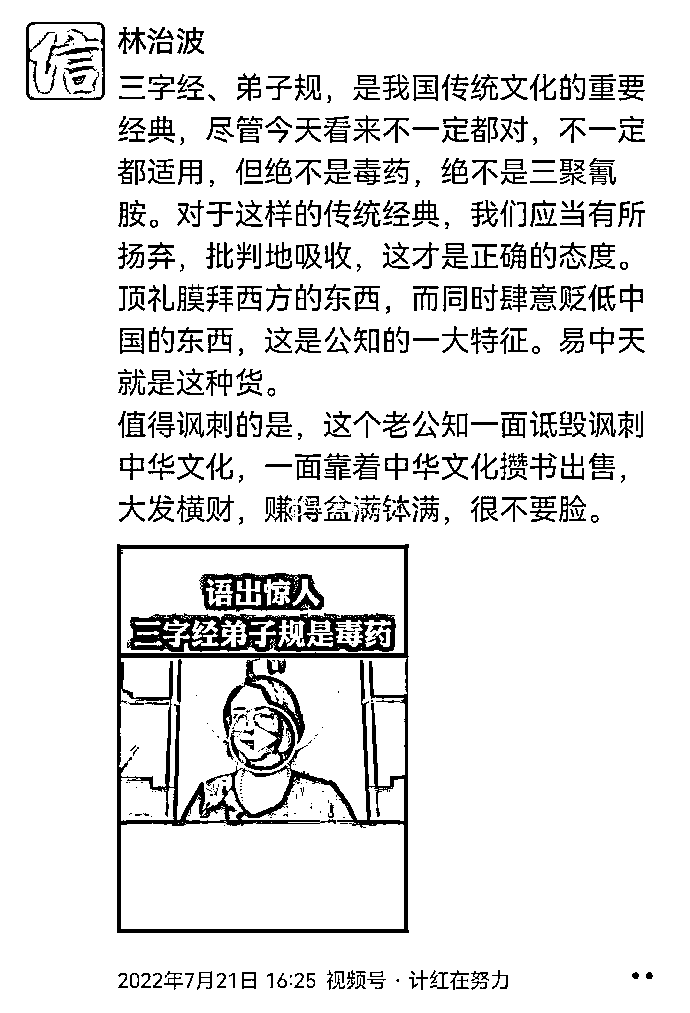 信
林治波
三字经、弟子规，是我国传统文化的重要
经典，尽管今天看来不一定都对，不一定
都适用，但绝不是毒药，绝不是三聚氰
胺。对于这样的传统经典，我们应当有所
扬弃，批判地吸收，这才是正确的态度。
顶礼膜拜西方的东西，而同时肆意贬低中
国的东西，这是公知的一大特征。易中天
就是这种货。
值得讽刺的是，这个老公知一面诋毁讽刺
中华文化，一面靠着中华文化攒书出售，
大发横财，赚得盆满钵满，很不要脸。
语出惊人
三字经弟子规是毒药
2022年7月21日 16:25 视频号 · 计红在努力